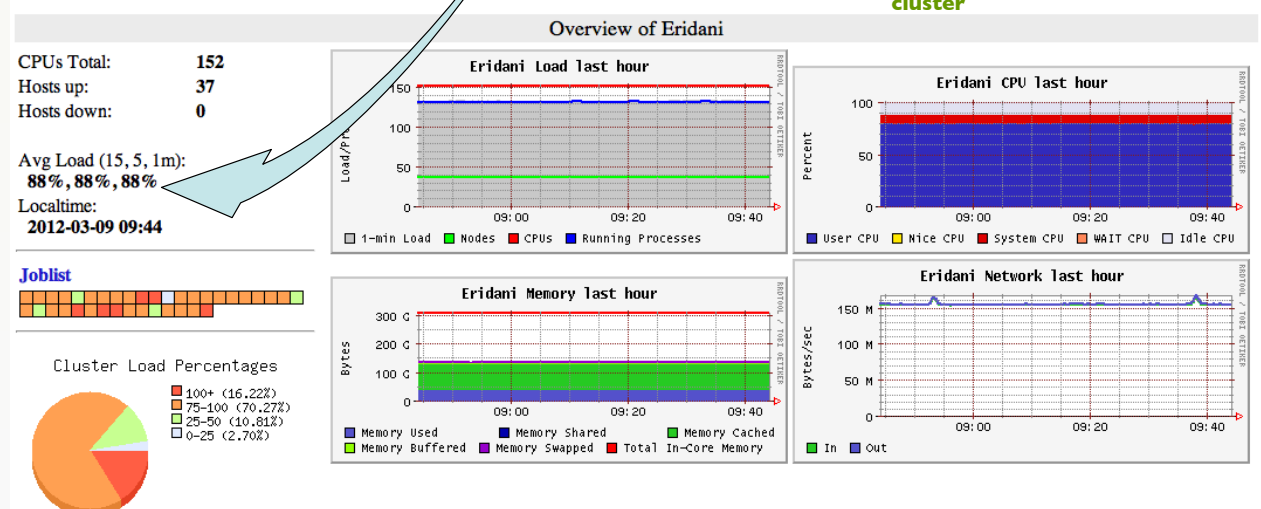 cluster
Overview of Eridani
CPUs Total: 152
Hosts up: 37
Hosts down: 0
Avg Load (15, 5, 1m):
88%, 88%, 88%
Localtime:
2012-03-09 09:44
Joblist
Cluster Load Percentages
100+ (16.22%)
75-100 (70.27%)
25-50 (10.81%)
0-25 (2.70%)
Eridani Load last hour
RRDTOOL / TOBI OETIKER
Load/Pro
150
100
50
0
09:00 09:20 09:40
1-min Load Nodes CPUs Running Processes
Eridani CPU last hour
RRDTOOL / TOBI OETIKER
Percent
100
50
0
09:00 09:20 09:40
User CPU Nice CPU System CPU WAIT CPU Idle CPU
Eridani Memory last hour
RRDTOOL / TOBI OETIKER
Bytes
300 G
200 G
100 G
0
09:00 09:20 09:40
Memory Used Memory Shared Memory Cached
Memory Buffered Memory Swapped Total In-Core Memory
Eridani Network last hour
RRDTOOL / TOBI OETIKER
Bytes/sec
150 M
100 M
50 M
0
09:00 09:20 09:40
In Out